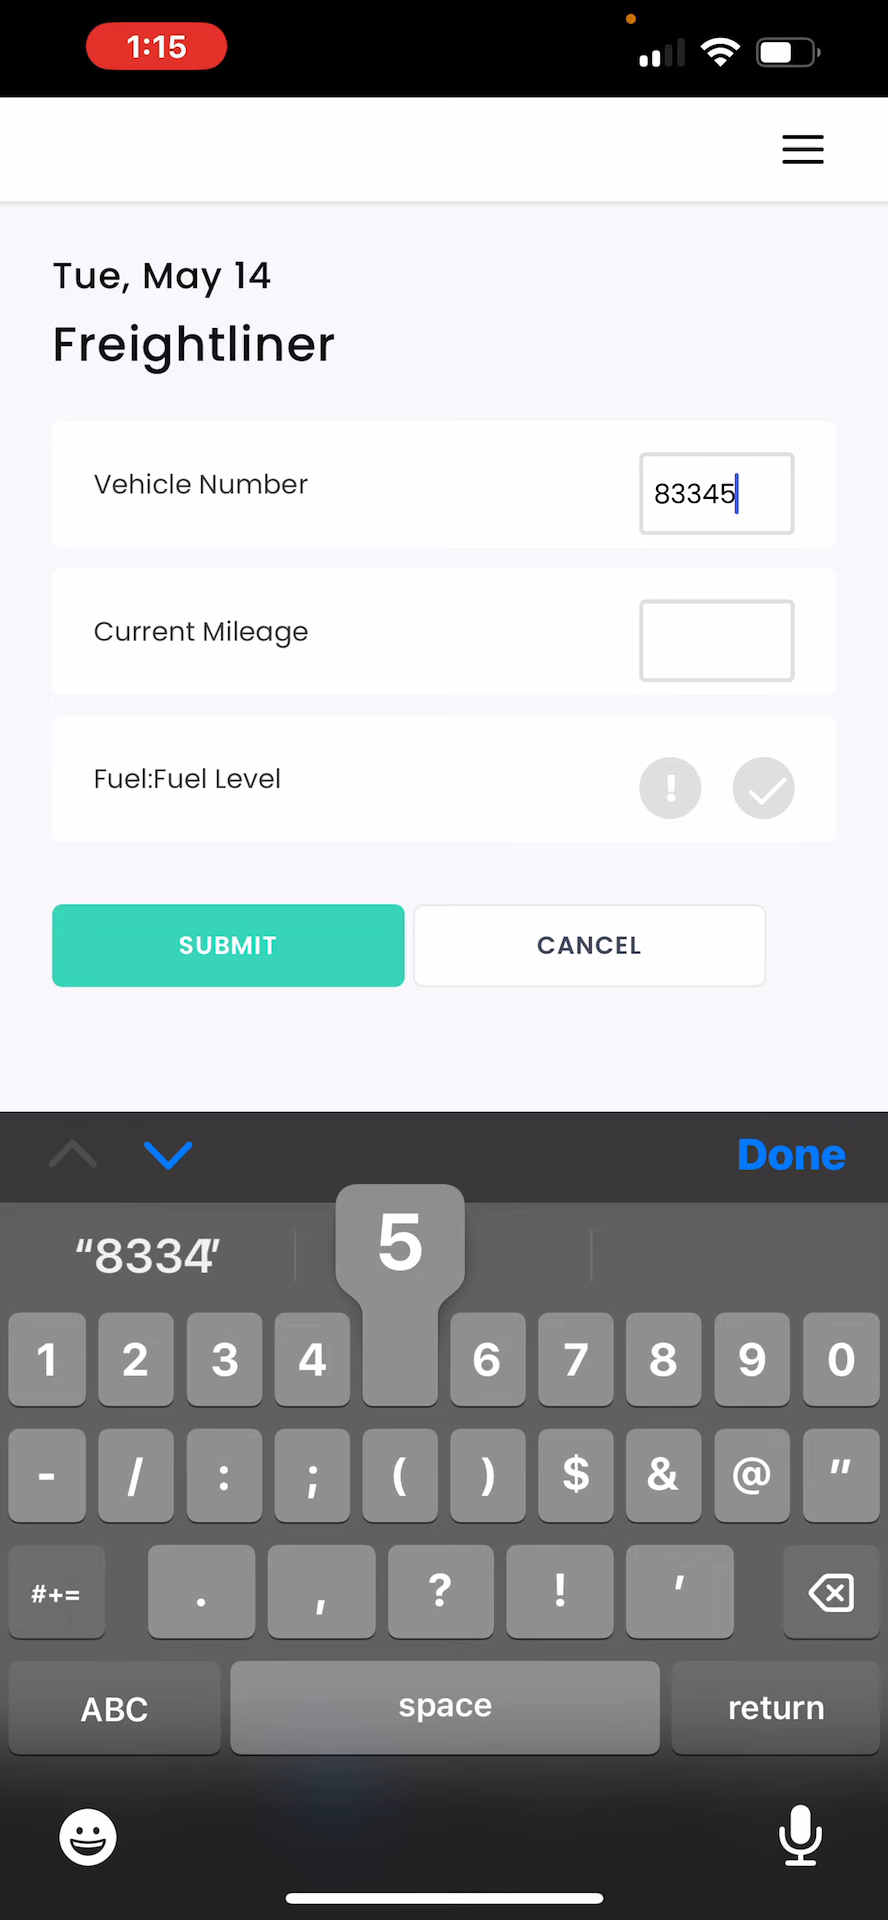 1:15
Tue, May 14
Freightliner
Vehicle Number
83345
Current Mileage
Fuel:Fuel Level
!
SUBMIT
CANCEL
Done
“8334”
5
1 2 3 4 6 7 8 9 0
- / : ; ( ) $ & @ "
#+= . , ? ! '
ABC space return